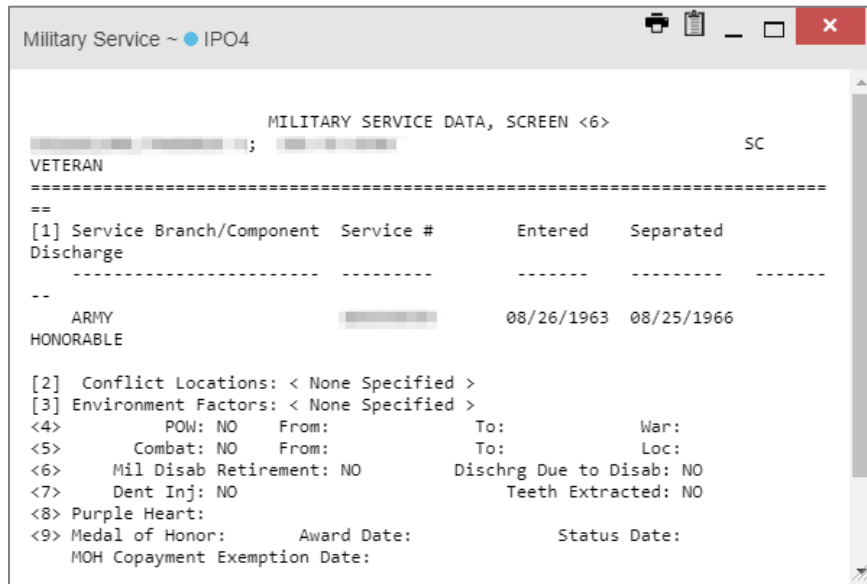 Military Service ~ IPO4
MILITARY SERVICE DATA, SCREEN <6>
; SC
VETERAN
=============================================================================
==
[1] Service Branch/Component Service # Entered Separated
Discharge
------------------------ --------- ------- --------- -------
--
ARMY 08/26/1963 08/25/1966
HONORABLE
[2] Conflict Locations: < None Specified >
[3] Environment Factors: < None Specified >
<4> POW: NO From: To: War:
<5> Combat: NO From: To: Loc:
<6> Mil Disab Retirement: NO Dischrg Due to Disab: NO
<7> Dent Inj: NO Teeth Extracted: NO
<8> Purple Heart:
<9> Medal of Honor: Award Date: Status Date:
MOH Copayment Exemption Date: